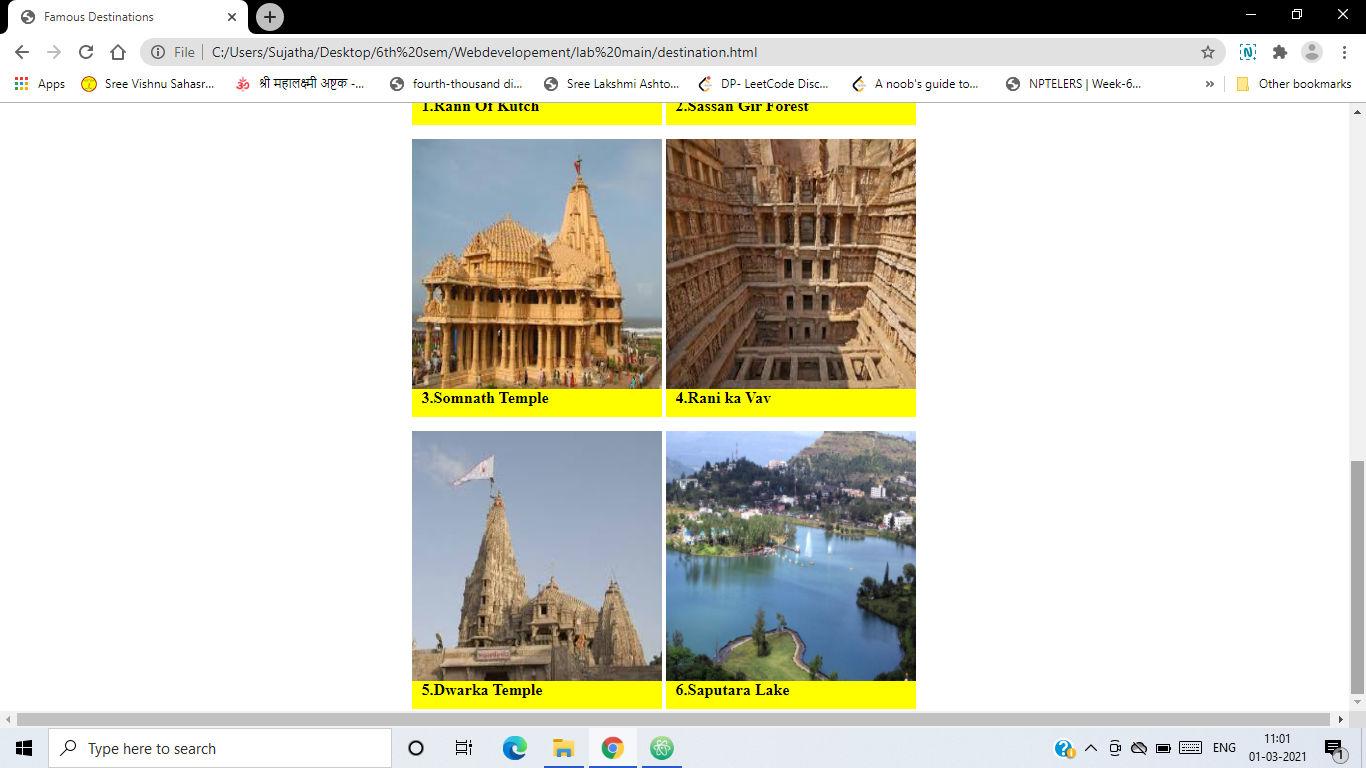 Famous Destinations
File C:/Users/Sujatha/Desktop/6th%20sem/Webdevelopement/lab%20main/destination.html
Apps Sree Vishnu Sahasr... श्री महालक्ष्मी अष्टक -... fourth-thousand di... Sree Lakshmi Ashto... DP- LeetCode Disc... A noob's guide to... NPTELERS | Week-6... » Other bookmarks
1.Rann Of Kutch 2.Sassan Gir Forest
3.Somnath Temple 4.Rani ka Vav
5.Dwarka Temple 6.Saputara Lake
Type here to search ENG 11:01
01-03-2021 1